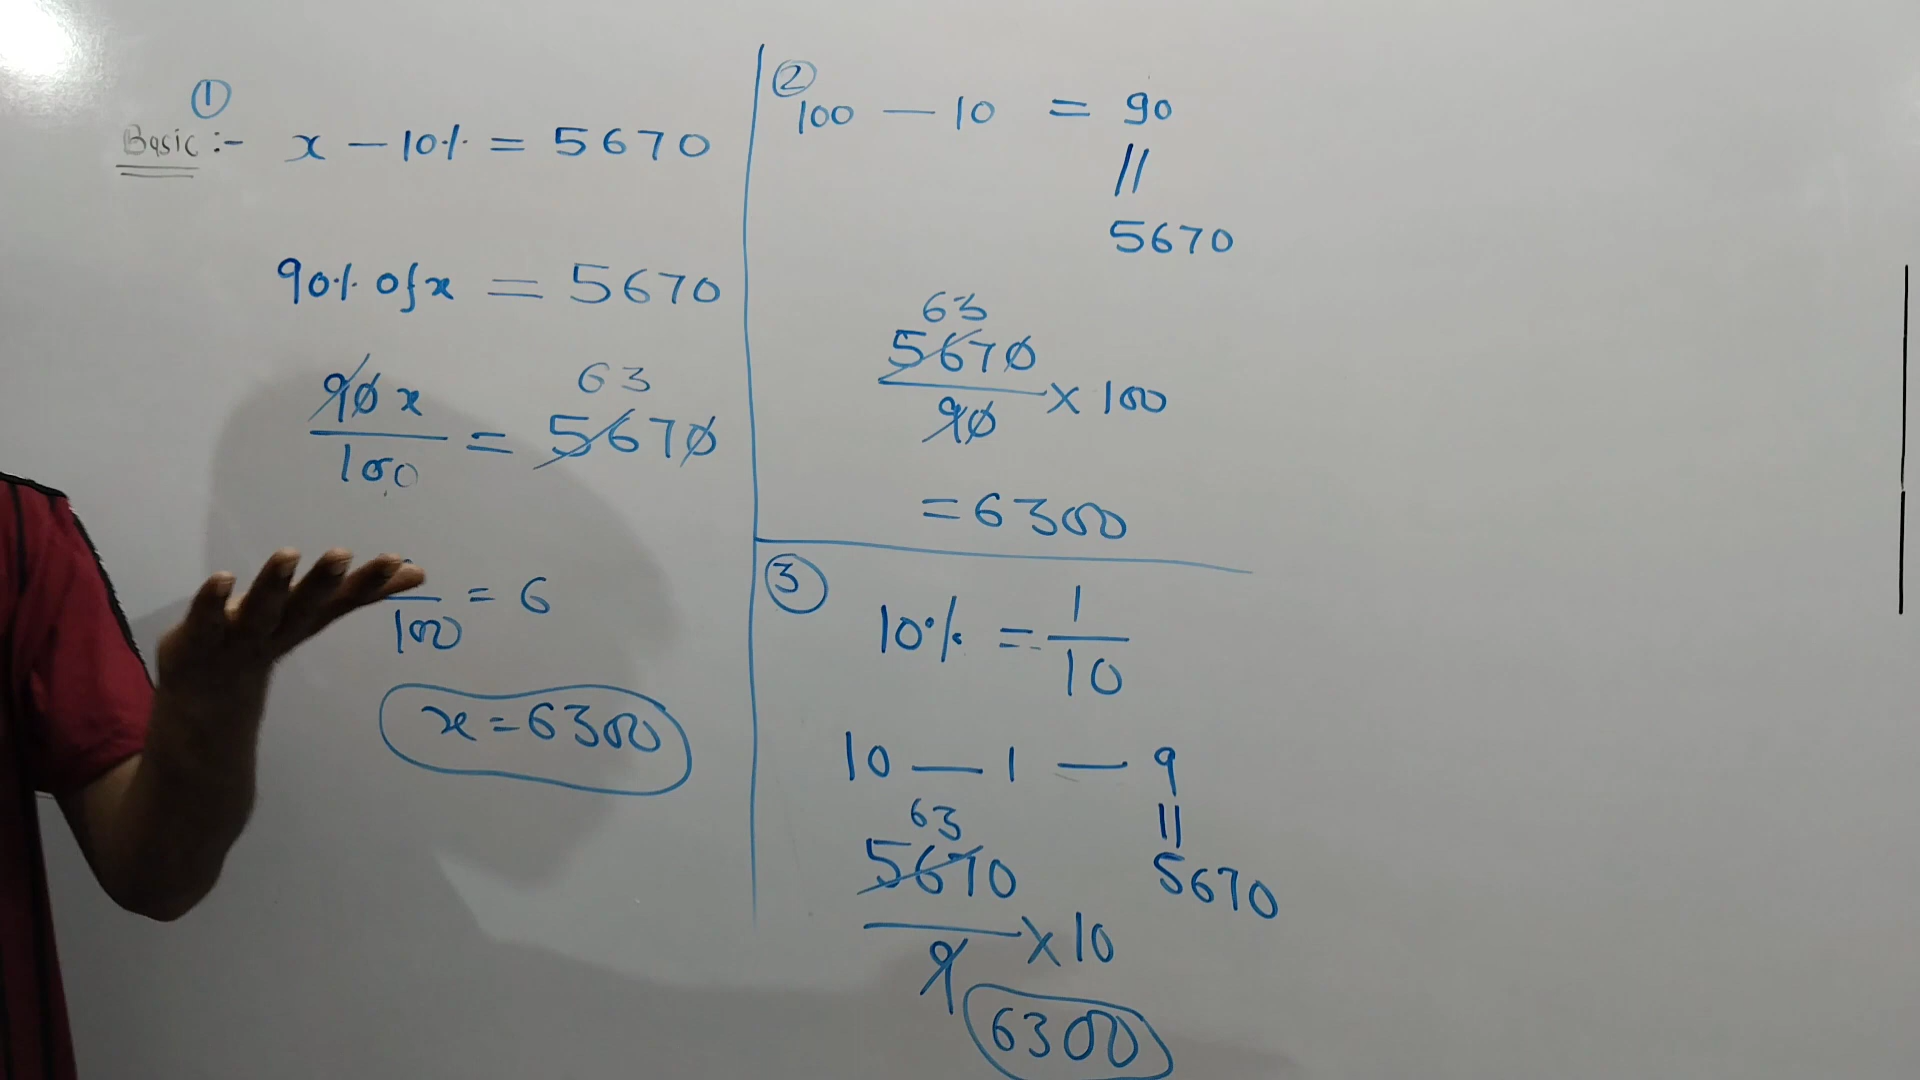 ①
Basic :- x - 10% = 5670
90% of x = 5670
63
90x/100 = 5670
/100 = 6
x = 6300
②
100 — 10 = 90
||
5670
63
5670/90 × 100
= 6300
③
10% = 1/10
10 — 1 — 9
||
5670
63
5670/9 × 10
6300